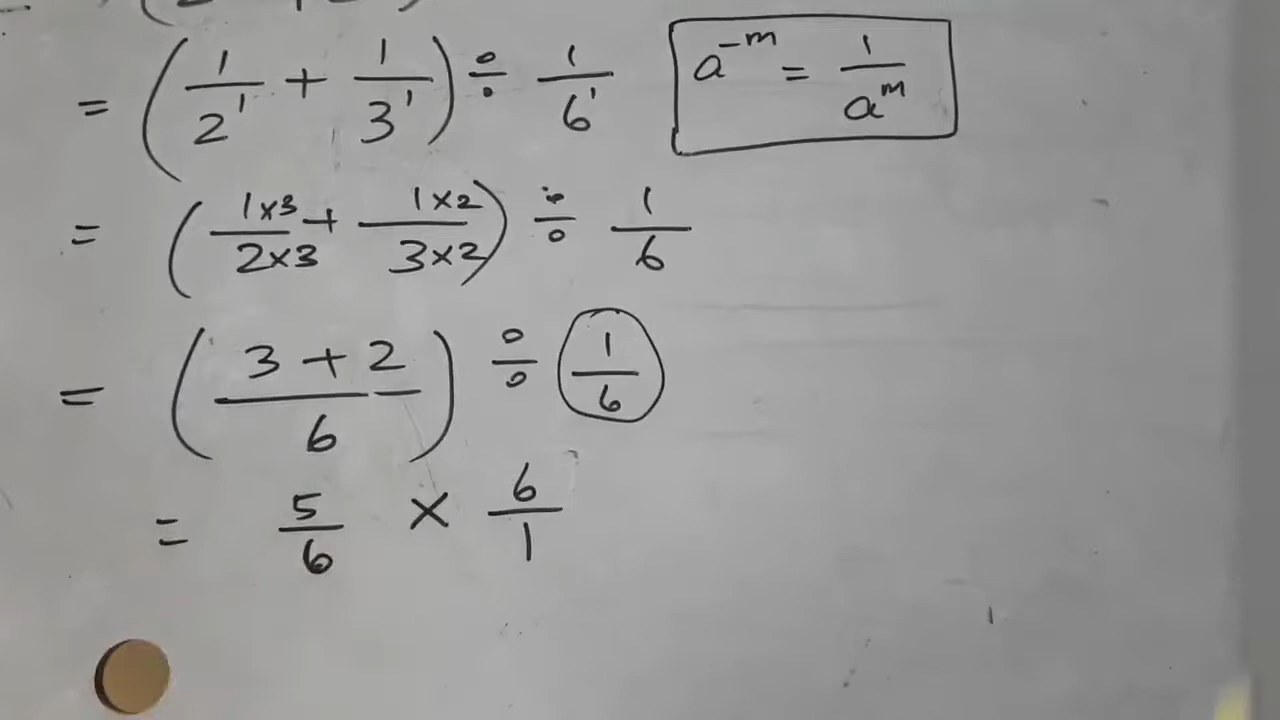 = (1/2¹ + 1/3¹) ÷ 1/6¹
a⁻ᵐ = 1/aᵐ
= (1×3/2×3 + 1×2/3×2) ÷ 1/6
= (3+2/6) ÷ 1/6
= 5/6 × 6/1